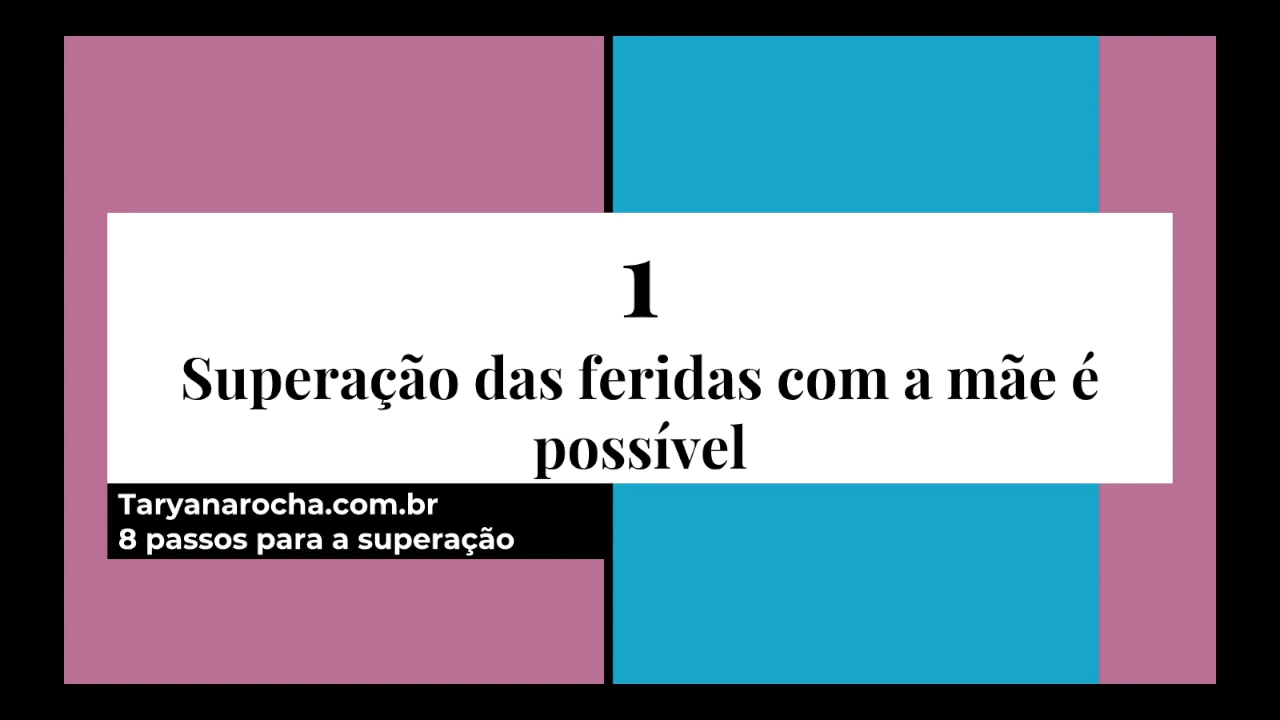 1
Superação das feridas com a mãe é
possível
Taryanarocha.com.br
8 passos para a superação